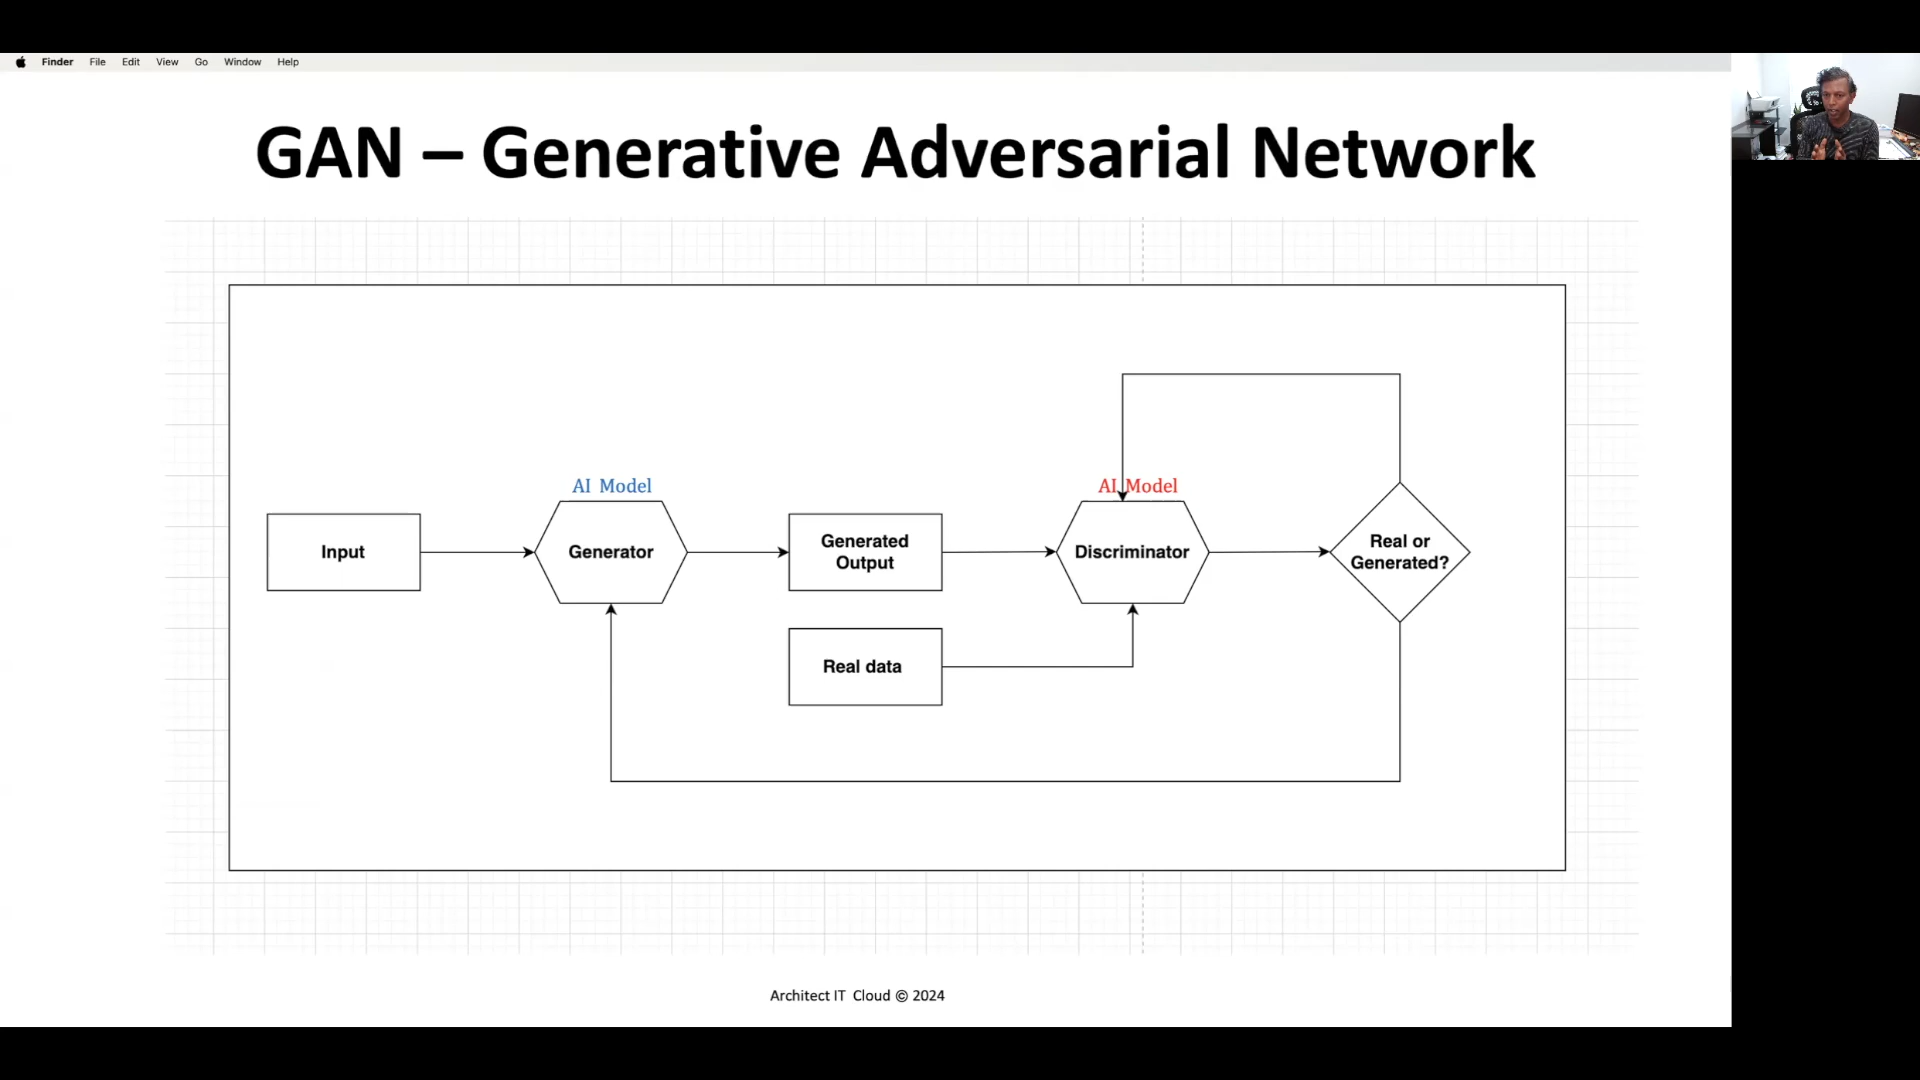 Finder File Edit View Go Window Help
GAN – Generative Adversarial Network
AI Model
AI Model
Input
Generator
Generated
Output
Discriminator
Real or
Generated?
Real data
Architect IT Cloud © 2024